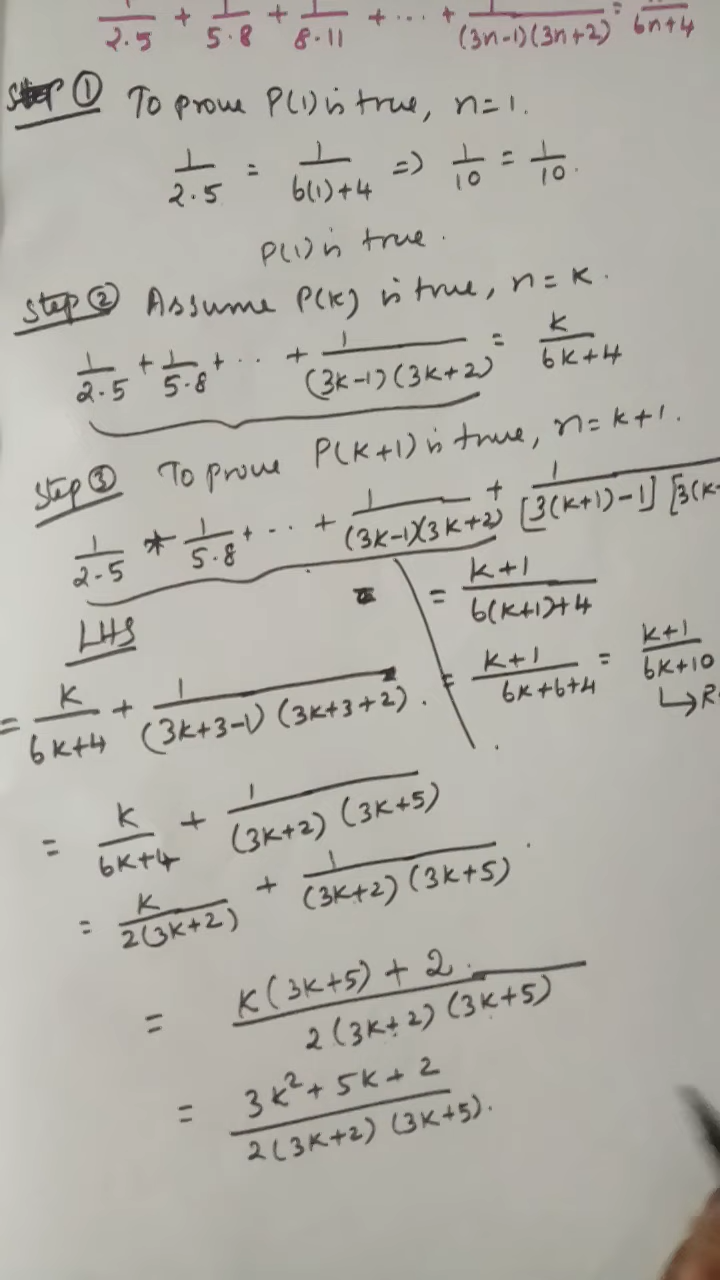 1/2.5 + 1/5.8 + 1/8.11 + ... + 1/(3n-1)(3n+2) = /6n+4
Step ① To prove P(1) is true, n=1.
1/2.5 = 1/6(1)+4 => 1/10 = 1/10.
P(1) is true.
Step ② Assume P(K) is true, n=K.
1/2.5 + 1/5.8 + ... + 1/(3K-1)(3K+2) = K/6K+4
Step ③ To prove P(K+1) is true, n=K+1.
1/2.5 + 1/5.8 + ... + 1/(3K-1)(3K+2) + 1/[3(K+1)-1][3(K
= K+1/6(K+1)+4
LHS
= K+1/6K+6+4 = K+1/6K+10
↳R
= K/6K+4 + 1/(3K+3-1)(3K+3+2).
= K/6K+4 + 1/(3K+2)(3K+5)
= K/2(3K+2) + 1/(3K+2)(3K+5).
= K(3K+5)+2/2(3K+2)(3K+5)
= 3K²+5K+2/2(3K+2)(3K+5).